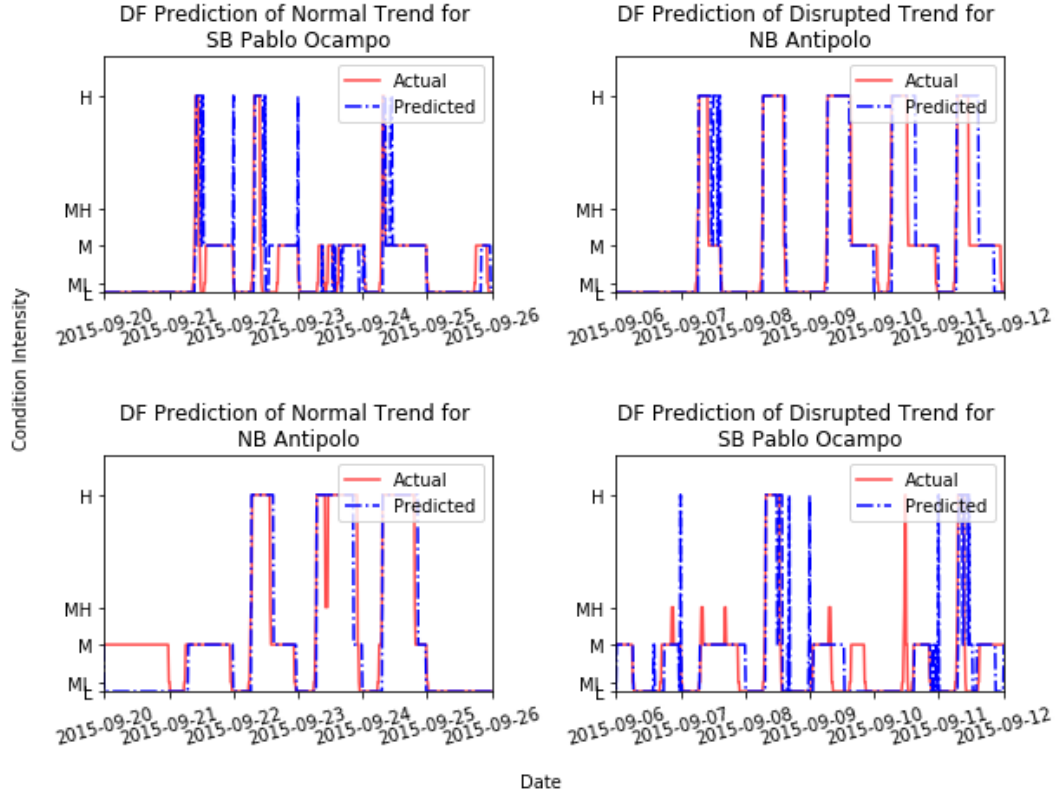 DF Prediction of Normal Trend for
SB Pablo Ocampo
H
MH
M
ML
L
Actual
Predicted
2015-09-20
2015-09-21
2015-09-22
2015-09-23
2015-09-24
2015-09-25
2015-09-26
DF Prediction of Disrupted Trend for
NB Antipolo
H
MH
M
ML
L
Actual
Predicted
2015-09-06
2015-09-07
2015-09-08
2015-09-09
2015-09-10
2015-09-11
2015-09-12
Condition Intensity
DF Prediction of Normal Trend for
NB Antipolo
H
MH
M
ML
L
Actual
Predicted
2015-09-20
2015-09-21
2015-09-22
2015-09-23
2015-09-24
2015-09-25
2015-09-26
DF Prediction of Disrupted Trend for
SB Pablo Ocampo
H
MH
M
ML
L
Actual
Predicted
2015-09-06
2015-09-07
2015-09-08
2015-09-09
2015-09-10
2015-09-11
2015-09-12
Date